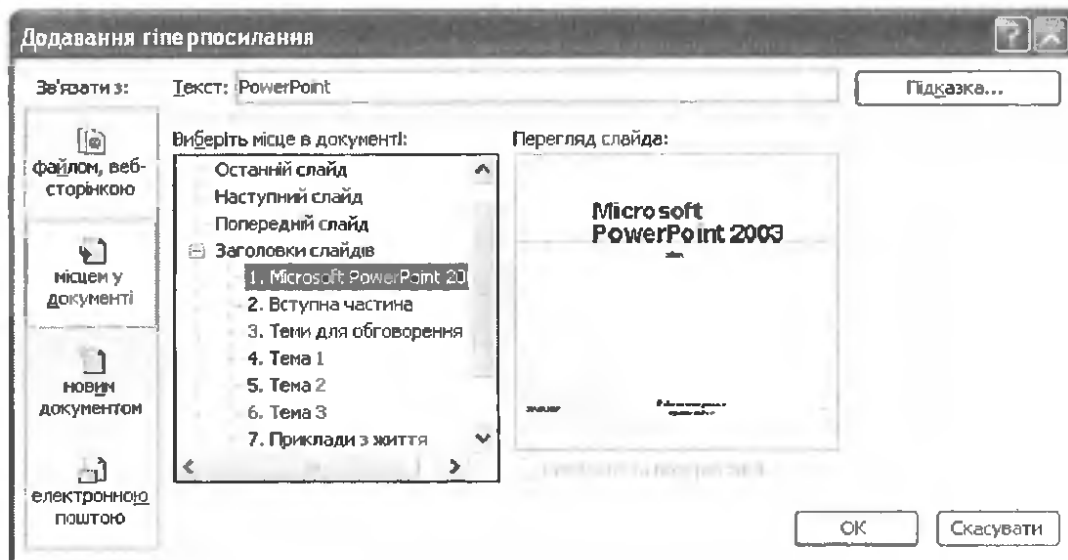 Додавання гіперпосилання
Зв'язати з:
Текст: PowerPoint
Підказка...
файлом, веб-
сторінкою
місцем у
документі
новим
документом
електронною
поштою
Виберіть місце в документі:
Останній слайд
Наступний слайд
Попередній слайд
Заголовки слайдів
1. Microsoft PowerPoint 20
2. Вступна частина
3. Теми для обговорення
4. Тема 1
5. Тема 2
6. Тема 3
7. Приклади з життя
Перегляд слайда:
Microsoft
PowerPoint 2003
ОК
Скасувати